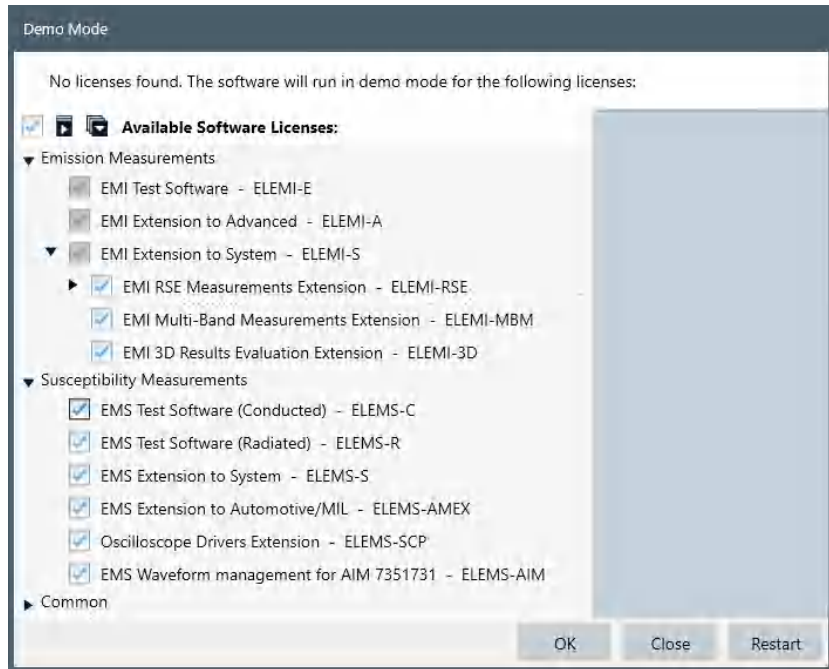 Demo Mode
No licenses found. The software will run in demo mode for the following licenses:
Available Software Licenses:
Emission Measurements
EMI Test Software - ELEMI-E
EMI Extension to Advanced - ELEMI-A
EMI Extension to System - ELEMI-S
EMI RSE Measurements Extension - ELEMI-RSE
EMI Multi-Band Measurements Extension - ELEMI-MBM
EMI 3D Results Evaluation Extension - ELEMI-3D
Susceptibility Measurements
EMS Test Software (Conducted) - ELEMS-C
EMS Test Software (Radiated) - ELEMS-R
EMS Extension to System - ELEMS-S
EMS Extension to Automotive/MIL - ELEMS-AMEX
Oscilloscope Drivers Extension - ELEMS-SCP
EMS Waveform management for AIM 7351731 - ELEMS-AIM
Common
OK Close Restart